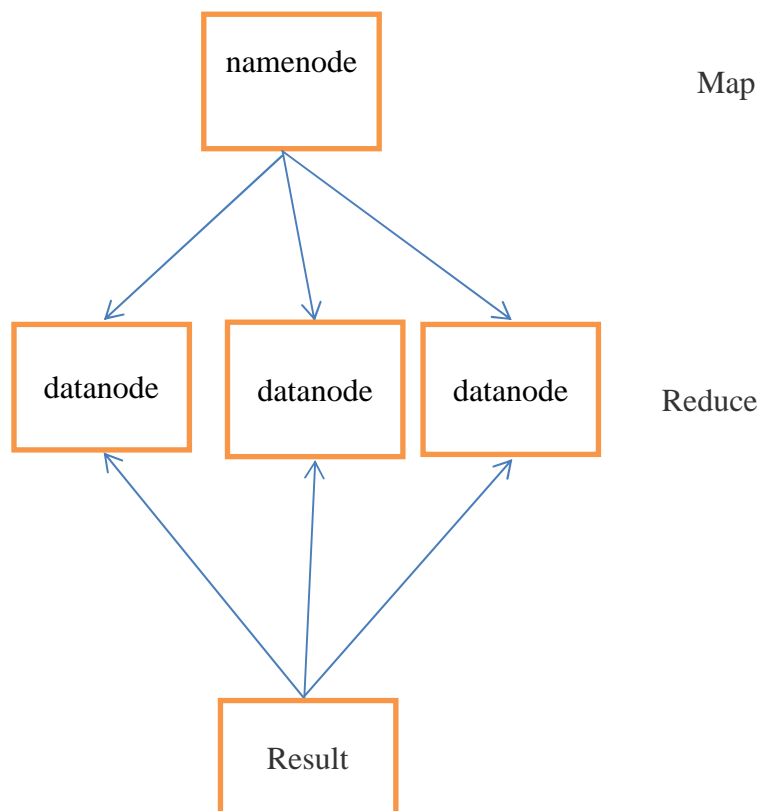 namenode
Map
datanode
datanode
datanode
Reduce
Result